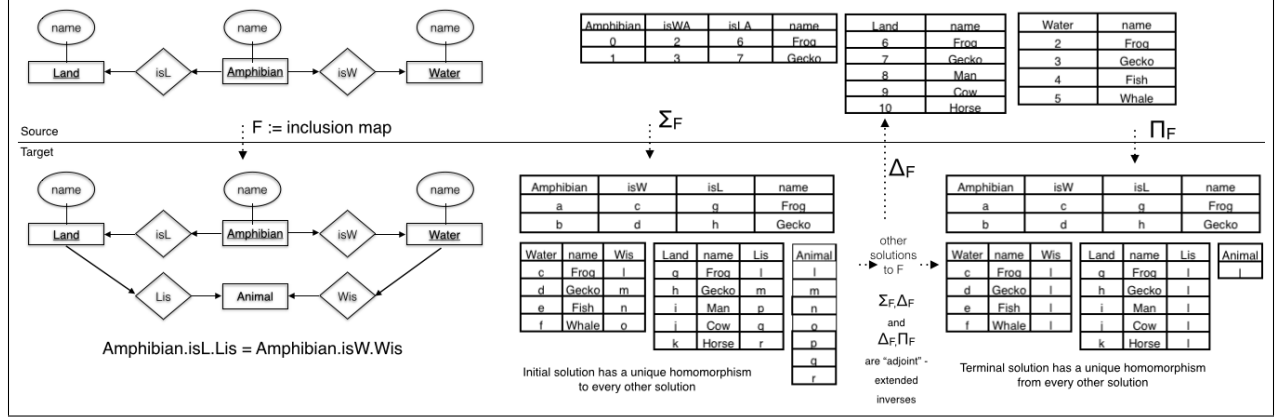 name name name
Land isL Amphibian isW Water
Amphibian isWA isLA name
0 2 6 Frog
1 3 7 Gecko
Land name
6 Frog
7 Gecko
8 Man
9 Cow
10 Horse
Water name
2 Frog
3 Gecko
4 Fish
5 Whale
Source
F := inclusion map
Σ_F
Δ_F
Π_F
Target
name name name
Land isL Amphibian isW Water
Lis Animal Wis
Amphibian.isL.Lis = Amphibian.isW.Wis
Amphibian isW isL name
a c g Frog
b d h Gecko
Water name Wis
c Frog l
d Gecko m
e Fish n
f Whale o
Land name Lis
g Frog l
h Gecko m
i Man p
j Cow q
k Horse r
Animal
l
m
n
o
p
q
r
Initial solution has a unique homomorphism
to every other solution
other
solutions
to F
Σ_F,Δ_F
and
Δ_F,Π_F
are “adjoint” -
extended
inverses
Amphibian isW isL name
a c g Frog
b d h Gecko
Water name Wis
c Frog l
d Gecko l
e Fish l
f Whale l
Land name Lis
g Frog l
h Gecko l
i Man l
j Cow l
k Horse l
Animal
l
Terminal solution has a unique homomorphism
from every other solution